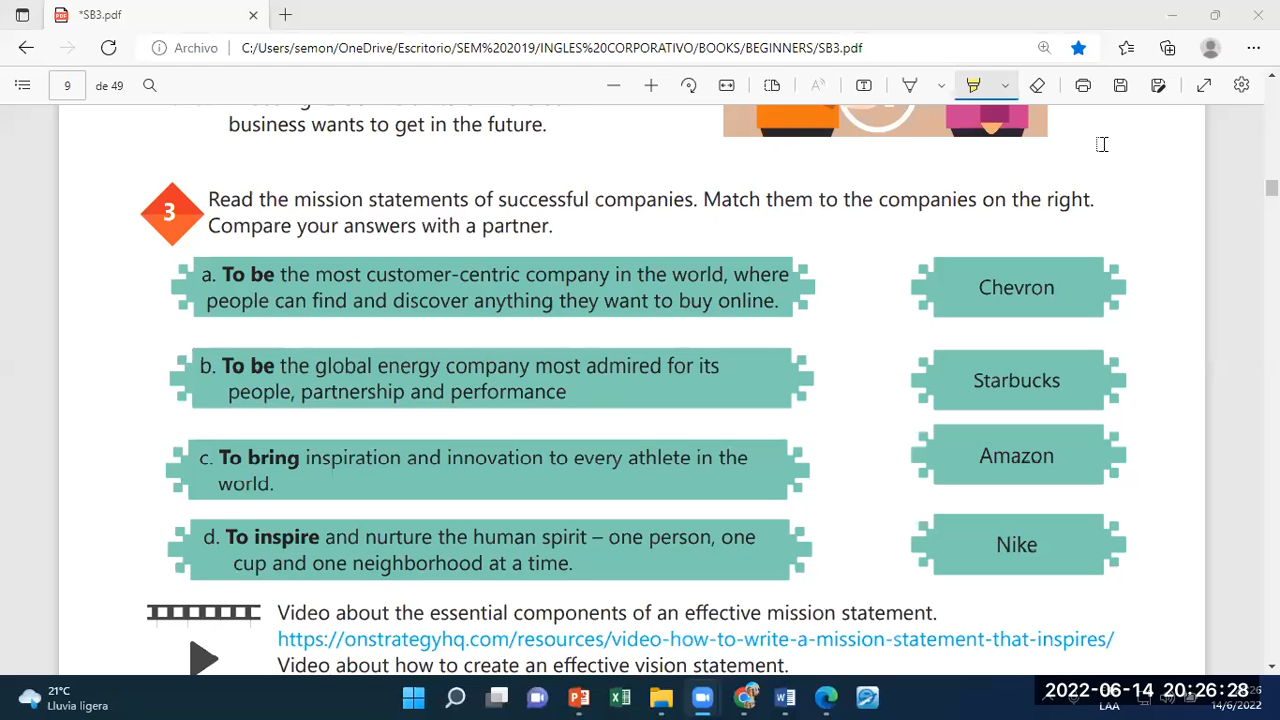 *SB3.pdf
Archivo
C:/Users/semon/OneDrive/Escritorio/SEM%202019/INGLES%20CORPORATIVO/BOOKS/BEGINNERS/SB3.pdf
9 de 49
business wants to get in the future.
3
Read the mission statements of successful companies. Match them to the companies on the right.
Compare your answers with a partner.
a. To be the most customer-centric company in the world, where
people can find and discover anything they want to buy online.
Chevron
b. To be the global energy company most admired for its
people, partnership and performance
Starbucks
c. To bring inspiration and innovation to every athlete in the
world.
Amazon
d. To inspire and nurture the human spirit – one person, one
cup and one neighborhood at a time.
Nike
Video about the essential components of an effective mission statement.
https://onstrategyhq.com/resources/video-how-to-write-a-mission-statement-that-inspires/
Video about how to create an effective vision statement.
21°C
Lluvia ligera
2022-06-14 20:26:28
LAA
14/6/2022